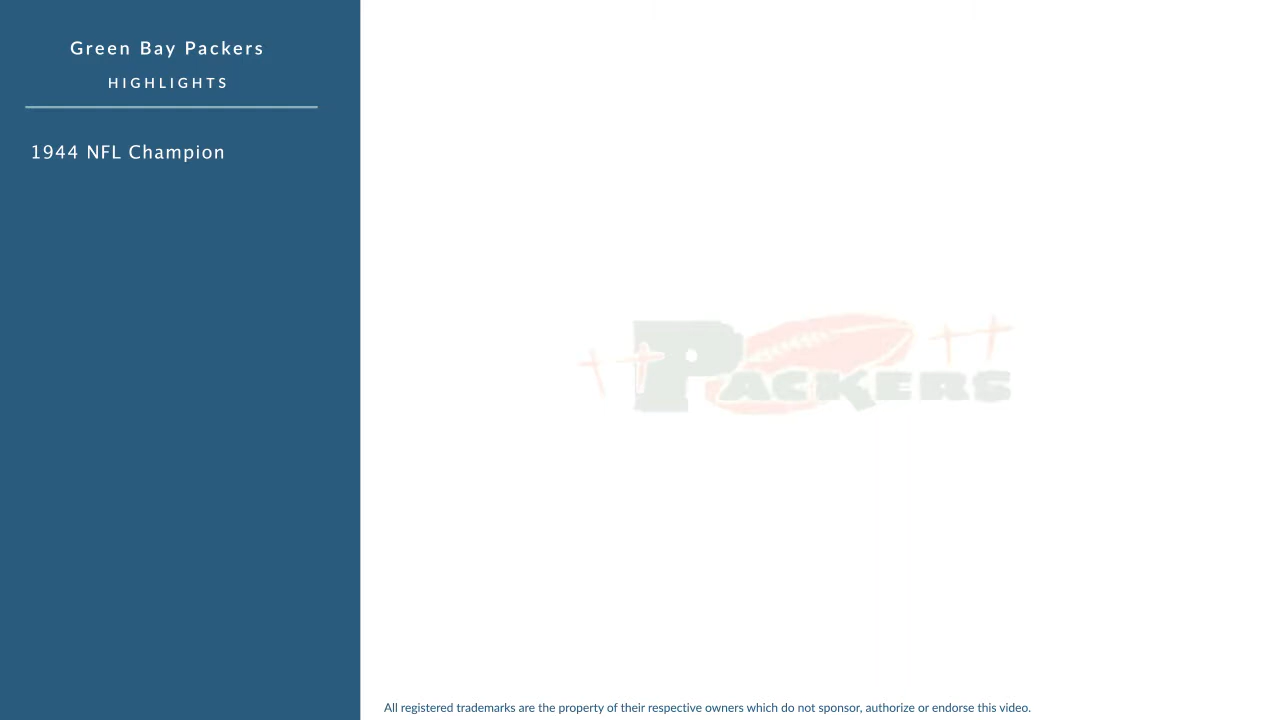 Green Bay Packers
HIGHLIGHTS
1944 NFL Champion
PACKERS
All registered trademarks are the property of their respective owners which do not sponsor, authorize or endorse this video.